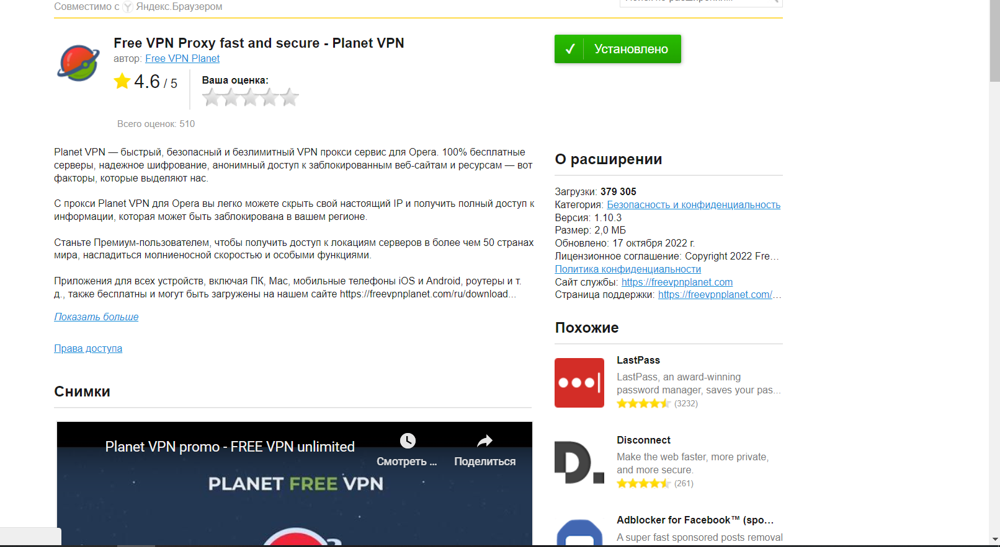 Совместимо с Яндекс.Браузером
Free VPN Proxy fast and secure - Planet VPN
автор: Free VPN Planet
4.6 / 5
Ваша оценка:
Всего оценок: 510
Установлено
Planet VPN — быстрый, безопасный и безлимитный VPN прокси сервис для Opera. 100% бесплатные
серверы, надежное шифрование, анонимный доступ к заблокированным веб-сайтам и ресурсам — вот
факторы, которые выделяют нас.
С прокси Planet VPN для Opera вы легко можете скрыть свой настоящий IP и получить полный доступ к
информации, которая может быть заблокирована в вашем регионе.
Станьте Премиум-пользователем, чтобы получить доступ к локациям серверов в более чем 50 странах
мира, насладиться молниеносной скоростью и особыми функциями.
Приложения для всех устройств, включая ПК, Mac, мобильные телефоны iOS и Android, роутеры и т.
д., также бесплатны и могут быть загружены на нашем сайте https://freevpnplanet.com/ru/download...
Показать больше
Права доступа
Снимки
Planet VPN promo - FREE VPN unlimited
Смотреть ...
Поделиться
PLANET FREE VPN
О расширении
Загрузки: 379 305
Категория: Безопасность и конфиденциальность
Версия: 1.10.3
Размер: 2,0 МБ
Обновлено: 17 октября 2022 г.
Лицензионное соглашение: Copyright 2022 Fre...
Политика конфиденциальности
Сайт службы: https://freevpnplanet.com
Страница поддержки: https://freevpnplanet.com/...
Похожие
LastPass
LastPass, an award-winning
password manager, saves your pas...
(3232)
Disconnect
Make the web faster, more private,
and more secure.
(261)
Adblocker for Facebook™ (spo...
A super fast sponsored posts removal